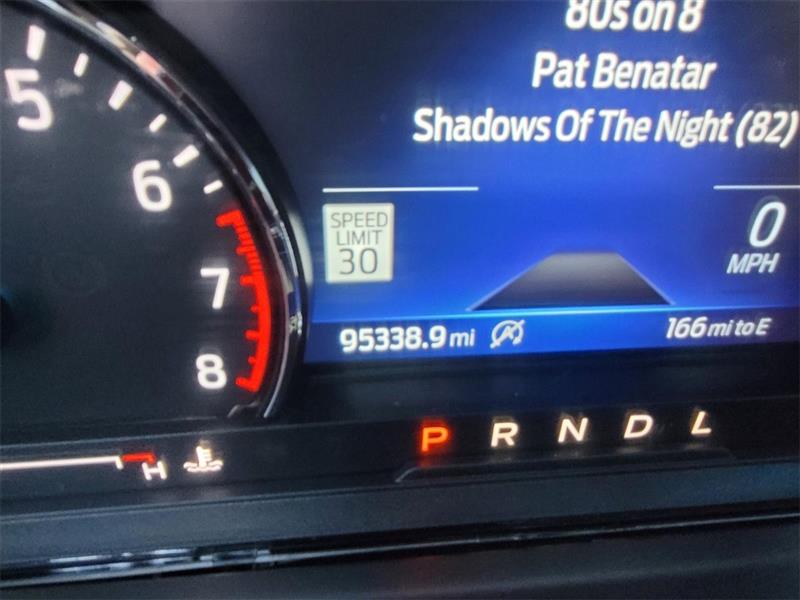 5
6
7
8
H
80s on 8
Pat Benatar
Shadows Of The Night (82)
SPEED
LIMIT
30
0
MPH
95338.9 mi
A
166 mi to E
P R N D L